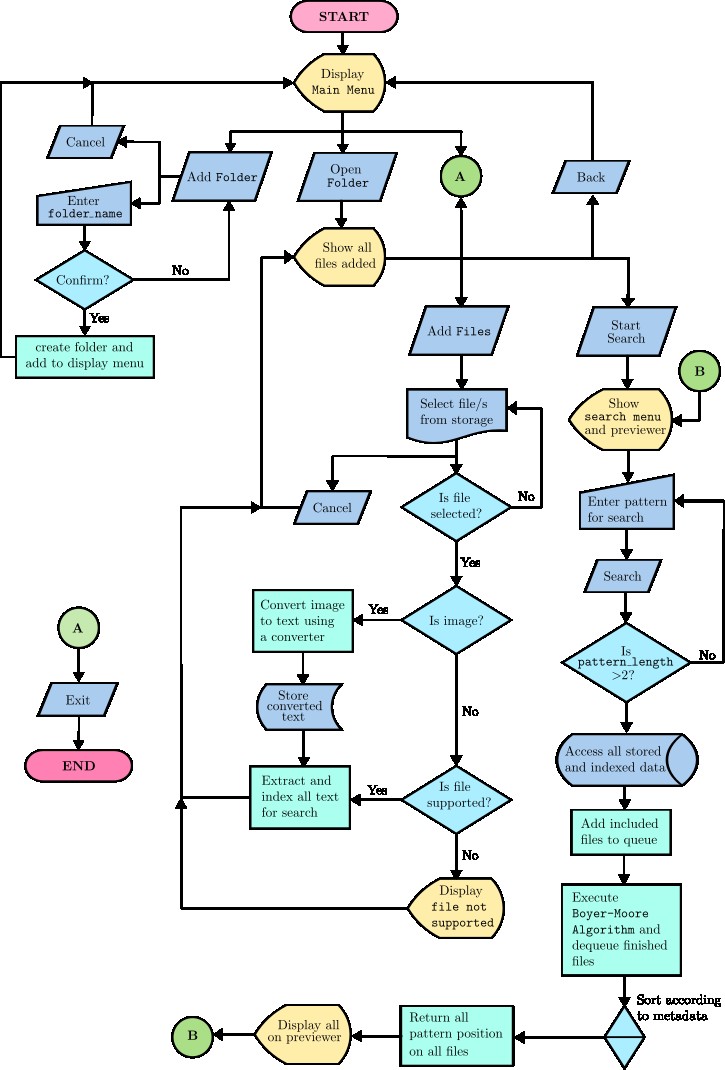 START
Display
Main Menu
Cancel
Add Folder
Open
Folder
A
Back
Enter
folder_name
Show all
files added
Confirm?
No
Yes
create folder and
add to display menu
Add Files
Start
Search
B
Select file/s
from storage
Show
search menu
and previewer
Cancel
Is file
selected?
No
Enter pattern
for search
Yes
Search
Convert image
to text using
a converter
Yes
Is image?
A
Is
pattern_length
>2?
No
Exit
Store
converted
text
No
END
Access all stored
and indexed data
Extract and
index all text
for search
Yes
Is file
supported?
Add included
files to queue
No
Display
file not
supported
Execute
Boyer-Moore
Algorithm and
dequeue finished
files
Sort according
to metadata
B
Display all
on previewer
Return all
pattern position
on all files